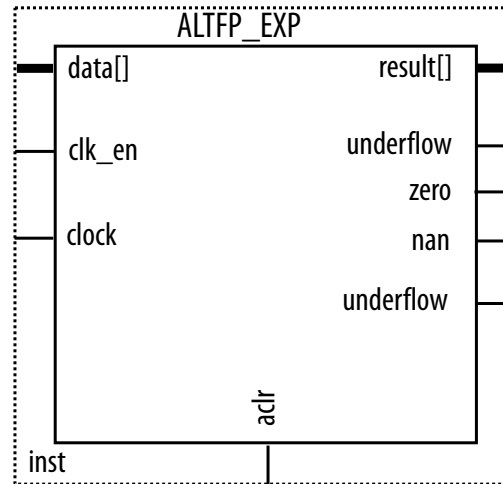 ALTFP_EXP
data[] result[]
clk_en underflow
zero
clock nan
underflow
aclr
inst